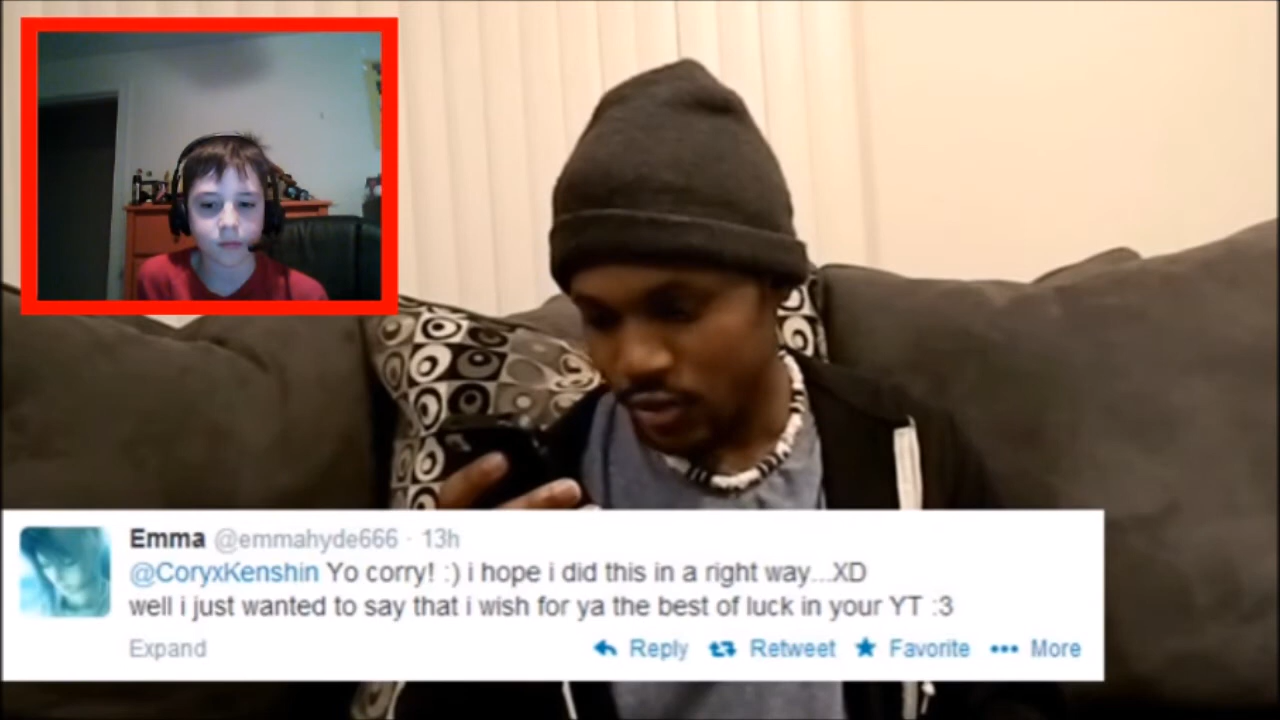 Emma @emmahyde666 · 13h
@CoryxKenshin Yo corry! :) i hope i did this in a right way...XD
well i just wanted to say that i wish for ya the best of luck in your YT :3
Expand Reply Retweet Favorite More